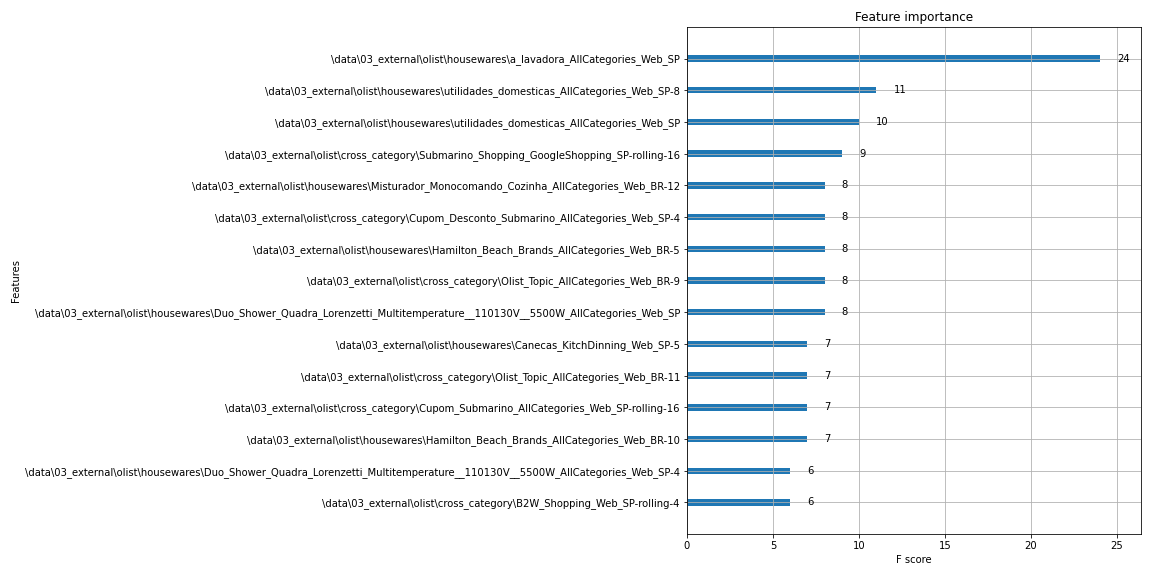 Feature importance
\data\03_external\olist\housewares\a_lavadora_AllCategories_Web_SP 24
\data\03_external\olist\housewares\utilidades_domesticas_AllCategories_Web_SP-8 11
\data\03_external\olist\housewares\utilidades_domesticas_AllCategories_Web_SP 10
\data\03_external\olist\cross_category\Submarino_Shopping_GoogleShopping_SP-rolling-16 9
\data\03_external\olist\housewares\Misturador_Monocomando_Cozinha_AllCategories_Web_BR-12 8
\data\03_external\olist\cross_category\Cupom_Desconto_Submarino_AllCategories_Web_SP-4 8
\data\03_external\olist\housewares\Hamilton_Beach_Brands_AllCategories_Web_BR-5 8
\data\03_external\olist\cross_category\Olist_Topic_AllCategories_Web_BR-9 8
\data\03_external\olist\housewares\Duo_Shower_Quadra_Lorenzetti_Multitemperature__110130V__5500W_AllCategories_Web_SP 8
\data\03_external\olist\housewares\Canecas_KitchDinning_Web_SP-5 7
\data\03_external\olist\cross_category\Olist_Topic_AllCategories_Web_BR-11 7
\data\03_external\olist\cross_category\Cupom_Submarino_AllCategories_Web_SP-rolling-16 7
\data\03_external\olist\housewares\Hamilton_Beach_Brands_AllCategories_Web_BR-10 7
\data\03_external\olist\housewares\Duo_Shower_Quadra_Lorenzetti_Multitemperature__110130V__5500W_AllCategories_Web_SP-4 6
\data\03_external\olist\cross_category\B2W_Shopping_Web_SP-rolling-4 6
Features
0 5 10 15 20 25
F score